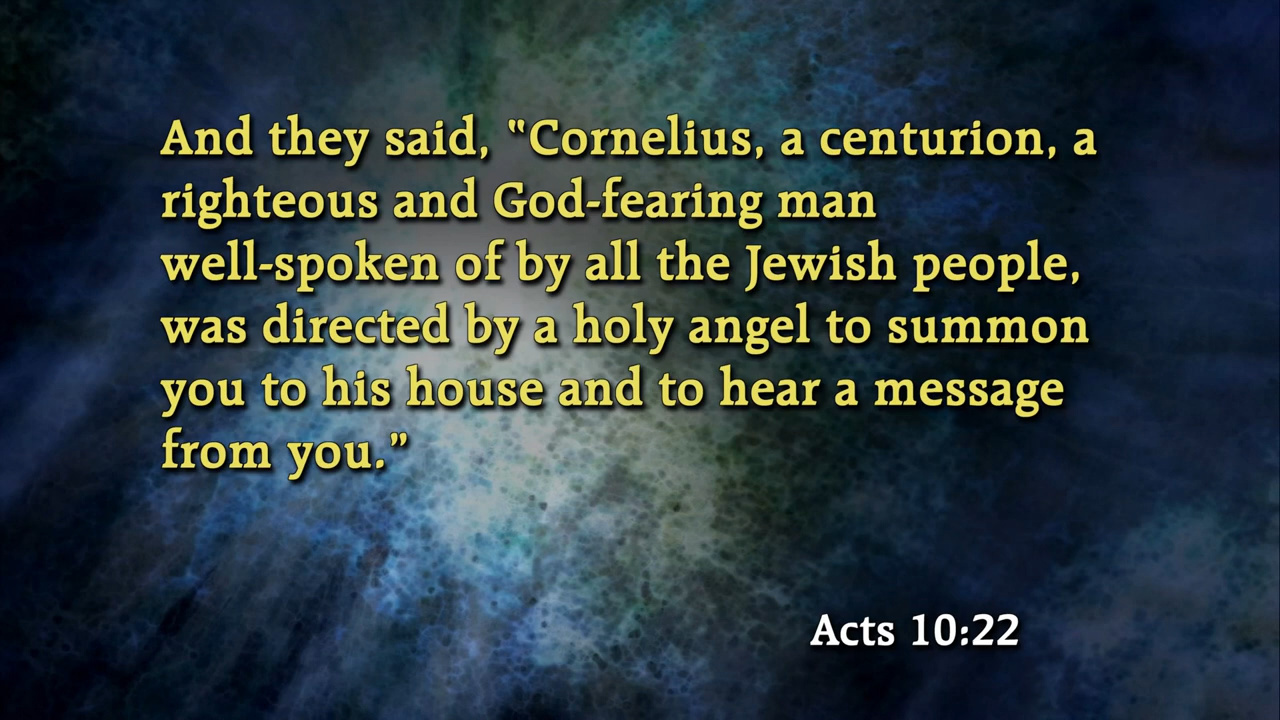 And they said, “Cornelius, a centurion, a
righteous and God-fearing man
well-spoken of by all the Jewish people,
was directed by a holy angel to summon
you to his house and to hear a message
from you.”
Acts 10:22